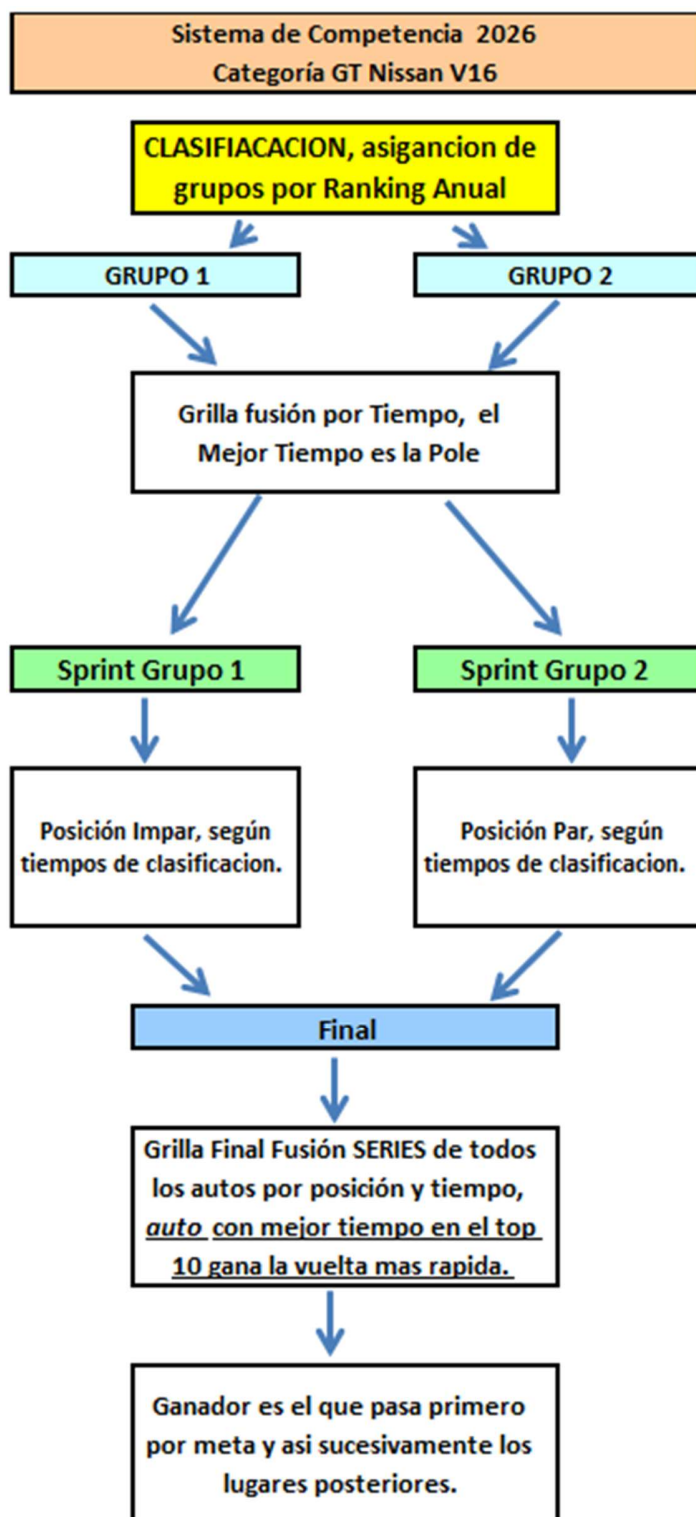 Sistema de Competencia 2026
Categoría GT Nissan V16
CLASIFIACACION, asigancion de
grupos por Ranking Anual
GRUPO 1
GRUPO 2
Grilla fusión por Tiempo, el
Mejor Tiempo es la Pole
Sprint Grupo 1
Sprint Grupo 2
Posición Impar, según
tiempos de clasificacion.
Posición Par, según
tiempos de clasificacion.
Final
Grilla Final Fusión SERIES de todos
los autos por posición y tiempo,
auto con mejor tiempo en el top
10 gana la vuelta mas rapida.
Ganador es el que pasa primero
por meta y asi sucesivamente los
lugares posteriores.